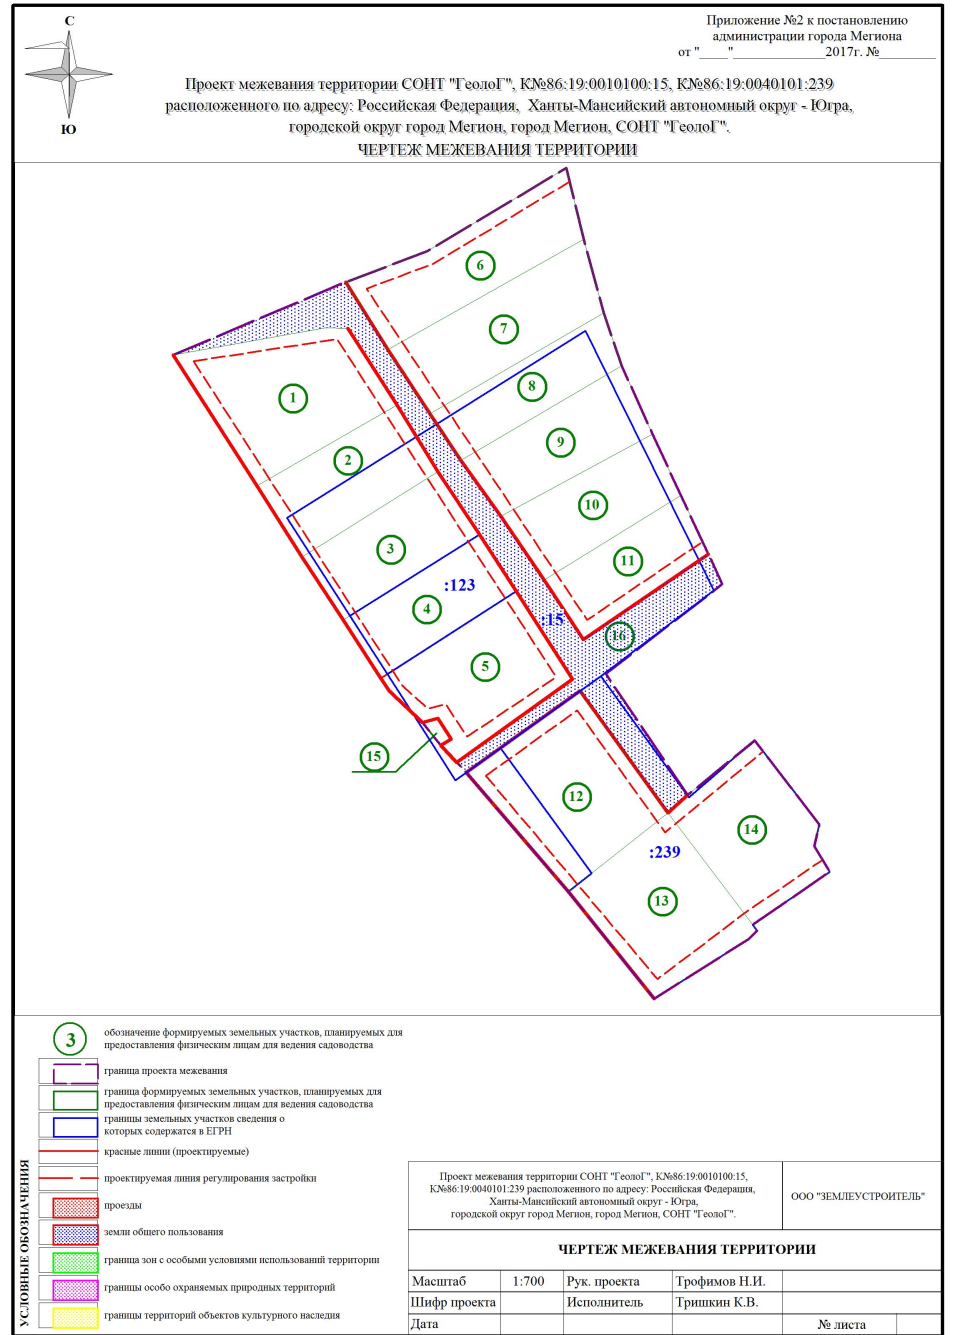 С
Ю
Приложение №2 к постановлению
администрации города Мегиона
от "____"______________2017г. №_________
Проект межевания территории СОНТ "ГеолоГ", К№86:19:0010100:15, К№86:19:0040101:239
расположенного по адресу: Российская Федерация, Ханты-Мансийский автономный округ - Югра,
городской округ город Мегион, город Мегион, СОНТ "ГеолоГ".
ЧЕРТЕЖ МЕЖЕВАНИЯ ТЕРРИТОРИИ
6
7
8
1
9
2
10
3
11
:123
4
:15
16
5
15
12
14
:239
13
УСЛОВНЫЕ ОБОЗНАЧЕНИЯ
3
обозначение формируемых земельных участков, планируемых для
предоставления физическим лицам для ведения садоводства
граница проекта межевания
граница формируемых земельных участков, планируемых для
предоставления физическим лицам для ведения садоводства
границы земельных участков сведения о
которых содержатся в ЕГРН
красные линии (проектируемые)
проектируемая линия регулирования застройки
проезды
земли общего пользования
граница зон с особыми условиями использований территории
границы особо охраняемых природных территорий
границы территорий объектов культурного наследия
Проект межевания территории СОНТ "ГеолоГ", К№86:19:0010100:15,
К№86:19:0040101:239 расположенного по адресу: Российская Федерация,
Ханты-Мансийский автономный округ - Югра,
городской округ город Мегион, город Мегион, СОНТ "ГеолоГ".
ООО "ЗЕМЛЕУСТРОИТЕЛЬ"
ЧЕРТЕЖ МЕЖЕВАНИЯ ТЕРРИТОРИИ
Масштаб 1:700 Рук. проекта Трофимов Н.И.
Шифр проекта Исполнитель Тришкин К.В.
Дата № листа